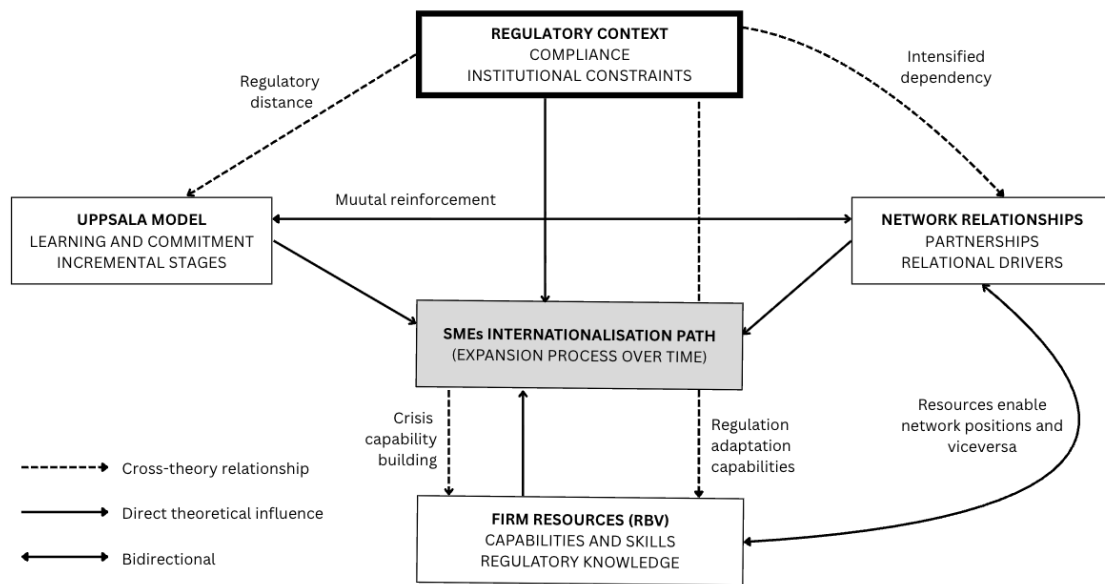 REGULATORY CONTEXT
COMPLIANCE
INSTITUTIONAL CONSTRAINTS
Regulatory
distance
Intensified
dependency
Muutal reinforcement
UPPSALA MODEL
LEARNING AND COMMITMENT
INCREMENTAL STAGES
NETWORK RELATIONSHIPS
PARTNERSHIPS
RELATIONAL DRIVERS
SMEs INTERNATIONALISATION PATH
(EXPANSION PROCESS OVER TIME)
Crisis
capability
building
Regulation
adaptation
capabilities
Resources enable
network positions and
viceversa
Cross-theory relationship
Direct theoretical influence
Bidirectional
FIRM RESOURCES (RBV)
CAPABILITIES AND SKILLS
REGULATORY KNOWLEDGE